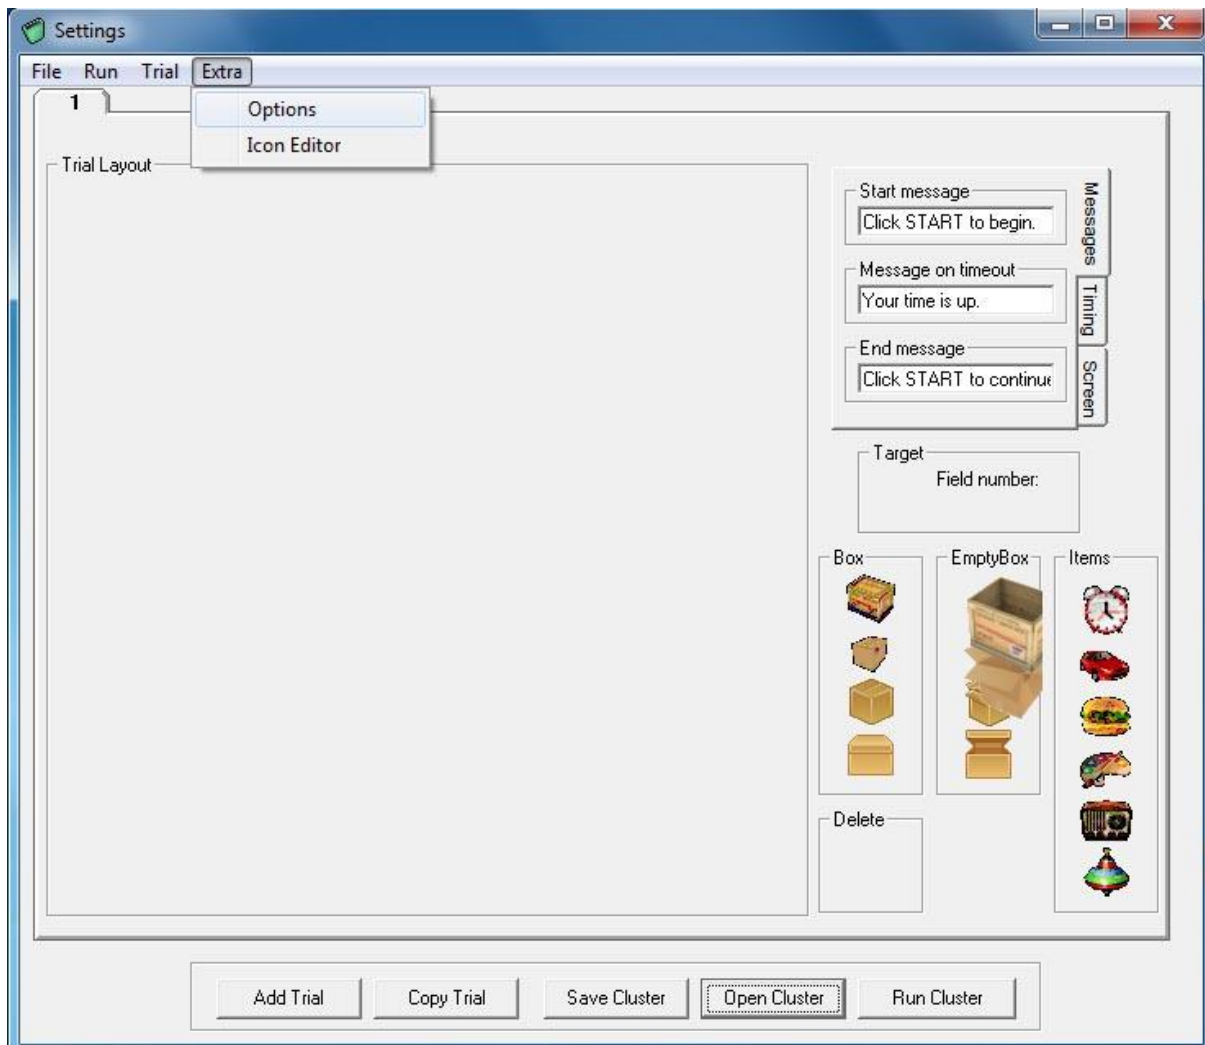 Settings
File Run Trial Extra
1
Options
Icon Editor
Trial Layout
Start message
Click START to begin.
Message on timeout
Your time is up.
End message
Click START to continue
Messages
Timing
Screen
Target
Field number:
Box
EmptyBox
Items
Delete
Add Trial
Copy Trial
Save Cluster
Open Cluster
Run Cluster